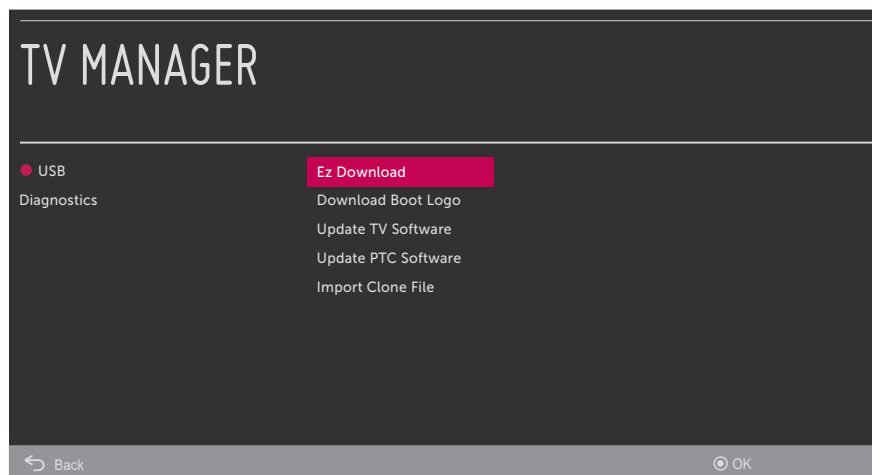 TV MANAGER
USB
Diagnostics
Ez Download
Download Boot Logo
Update TV Software
Update PTC Software
Import Clone File
Back
OK